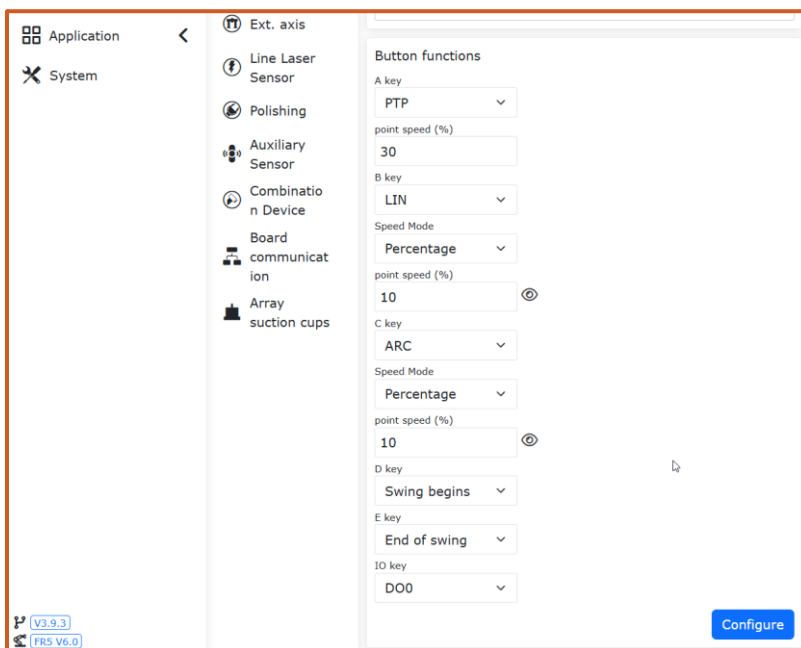 Application
System
V3.9.3
FR5 V6.0
Ext. axis
Line Laser
Sensor
Polishing
Auxiliary
Sensor
Combinatio
n Device
Board
communicat
ion
Array
suction cups
Button functions
A key
PTP
point speed (%)
30
B key
LIN
Speed Mode
Percentage
point speed (%)
10
C key
ARC
Speed Mode
Percentage
point speed (%)
10
D key
Swing begins
E key
End of swing
IO key
DO0
Configure